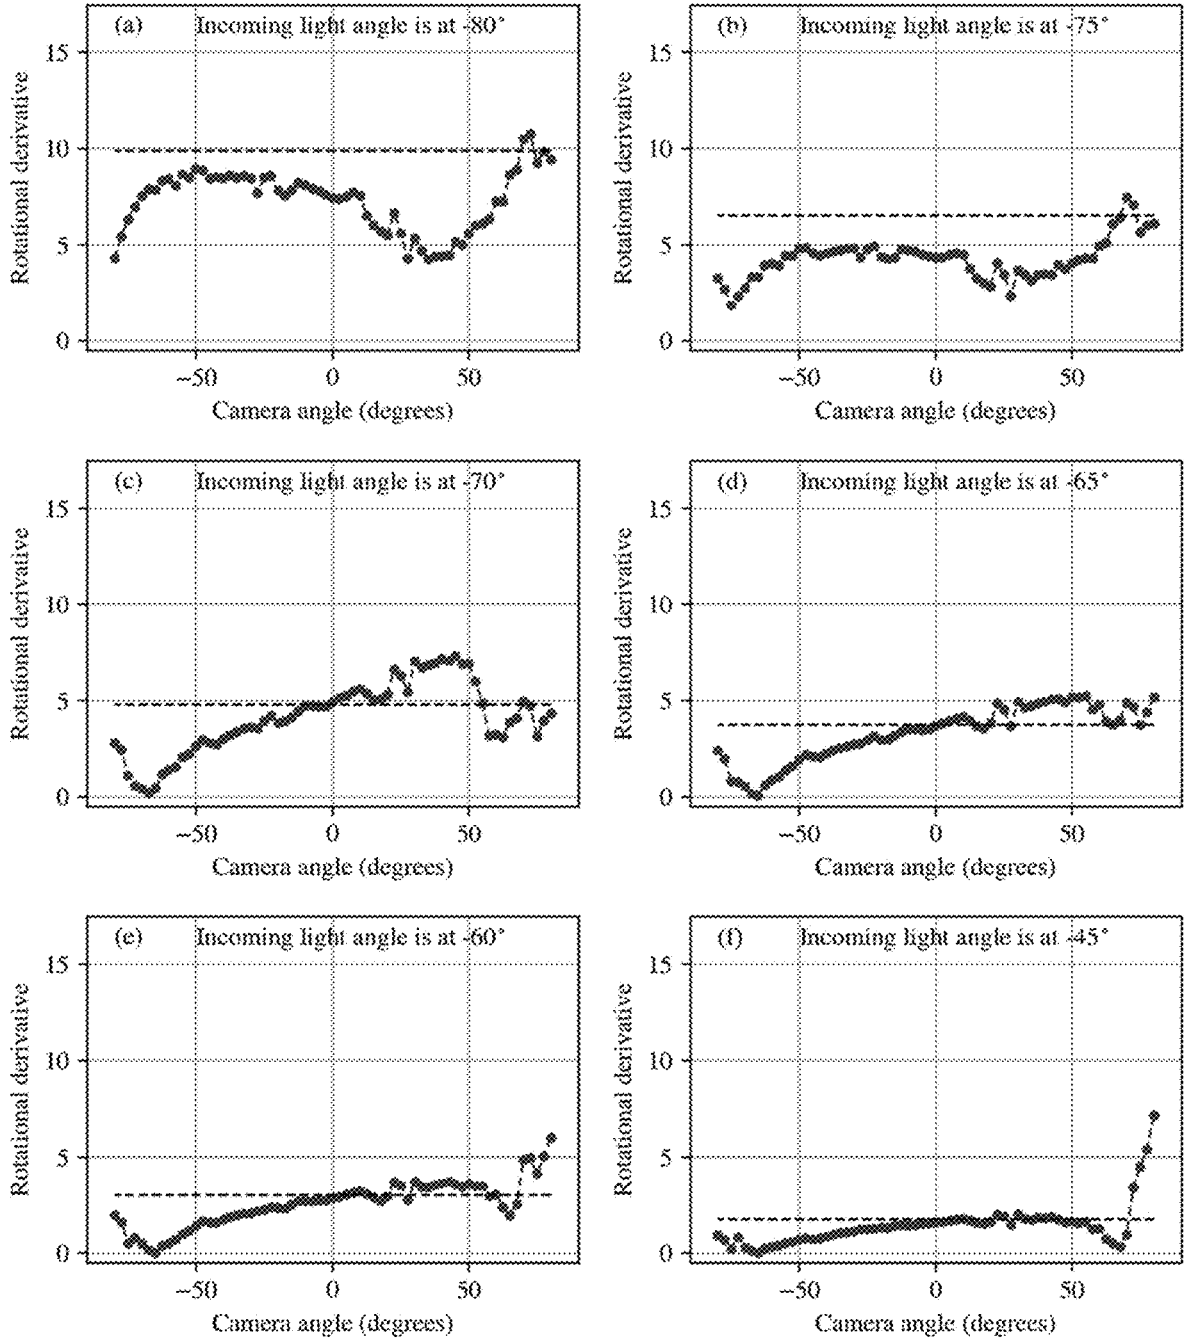 (a) Incoming light angle is at -80°
15
10
5
0
Rotational derivative
−50 0 50
Camera angle (degrees)
(b) Incoming light angle is at -75°
15
10
5
0
Rotational derivative
−50 0 50
Camera angle (degrees)
(c) Incoming light angle is at -70°
15
10
5
0
Rotational derivative
−50 0 50
Camera angle (degrees)
(d) Incoming light angle is at -65°
15
10
5
0
Rotational derivative
−50 0 50
Camera angle (degrees)
(e) Incoming light angle is at -60°
15
10
5
0
Rotational derivative
−50 0 50
Camera angle (degrees)
(f) Incoming light angle is at -45°
15
10
5
0
Rotational derivative
−50 0 50
Camera angle (degrees)